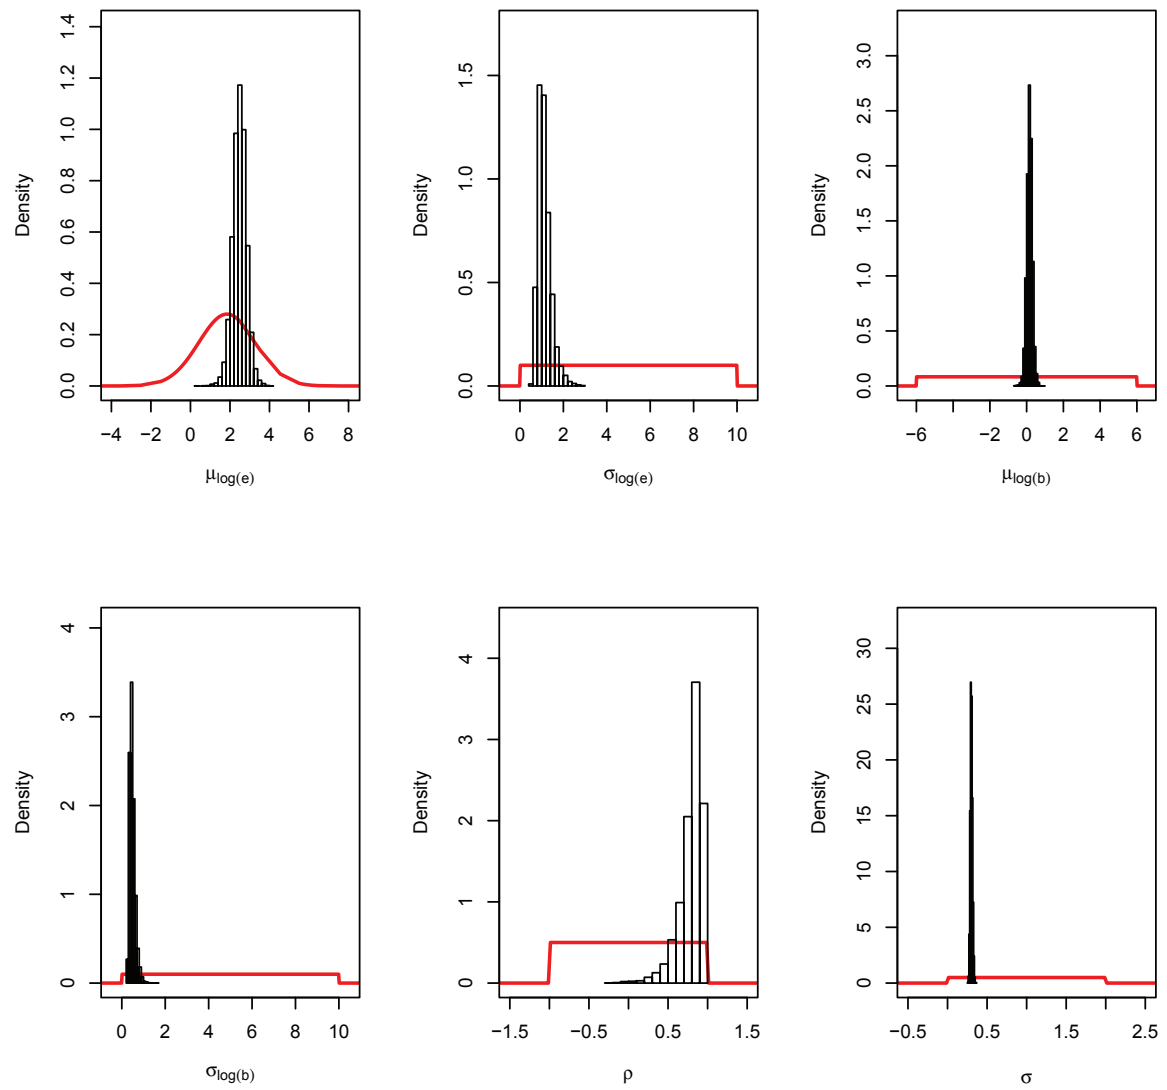 Density
0.0 0.2 0.4 0.6 0.8 1.0 1.2 1.4
−4 −2 0 2 4 6 8
μlog(e)
Density
0.0 0.5 1.0 1.5
0 2 4 6 8 10
σlog(e)
Density
0.0 0.5 1.0 1.5 2.0 2.5 3.0
−6 −2 0 2 4 6
μlog(b)
Density
0 1 2 3 4
0 2 4 6 8 10
σlog(b)
Density
0 1 2 3 4
−1.5 −0.5 0.5 1.5
ρ
Density
0 5 10 15 20 25 30
−0.5 0.5 1.5 2.5
σ